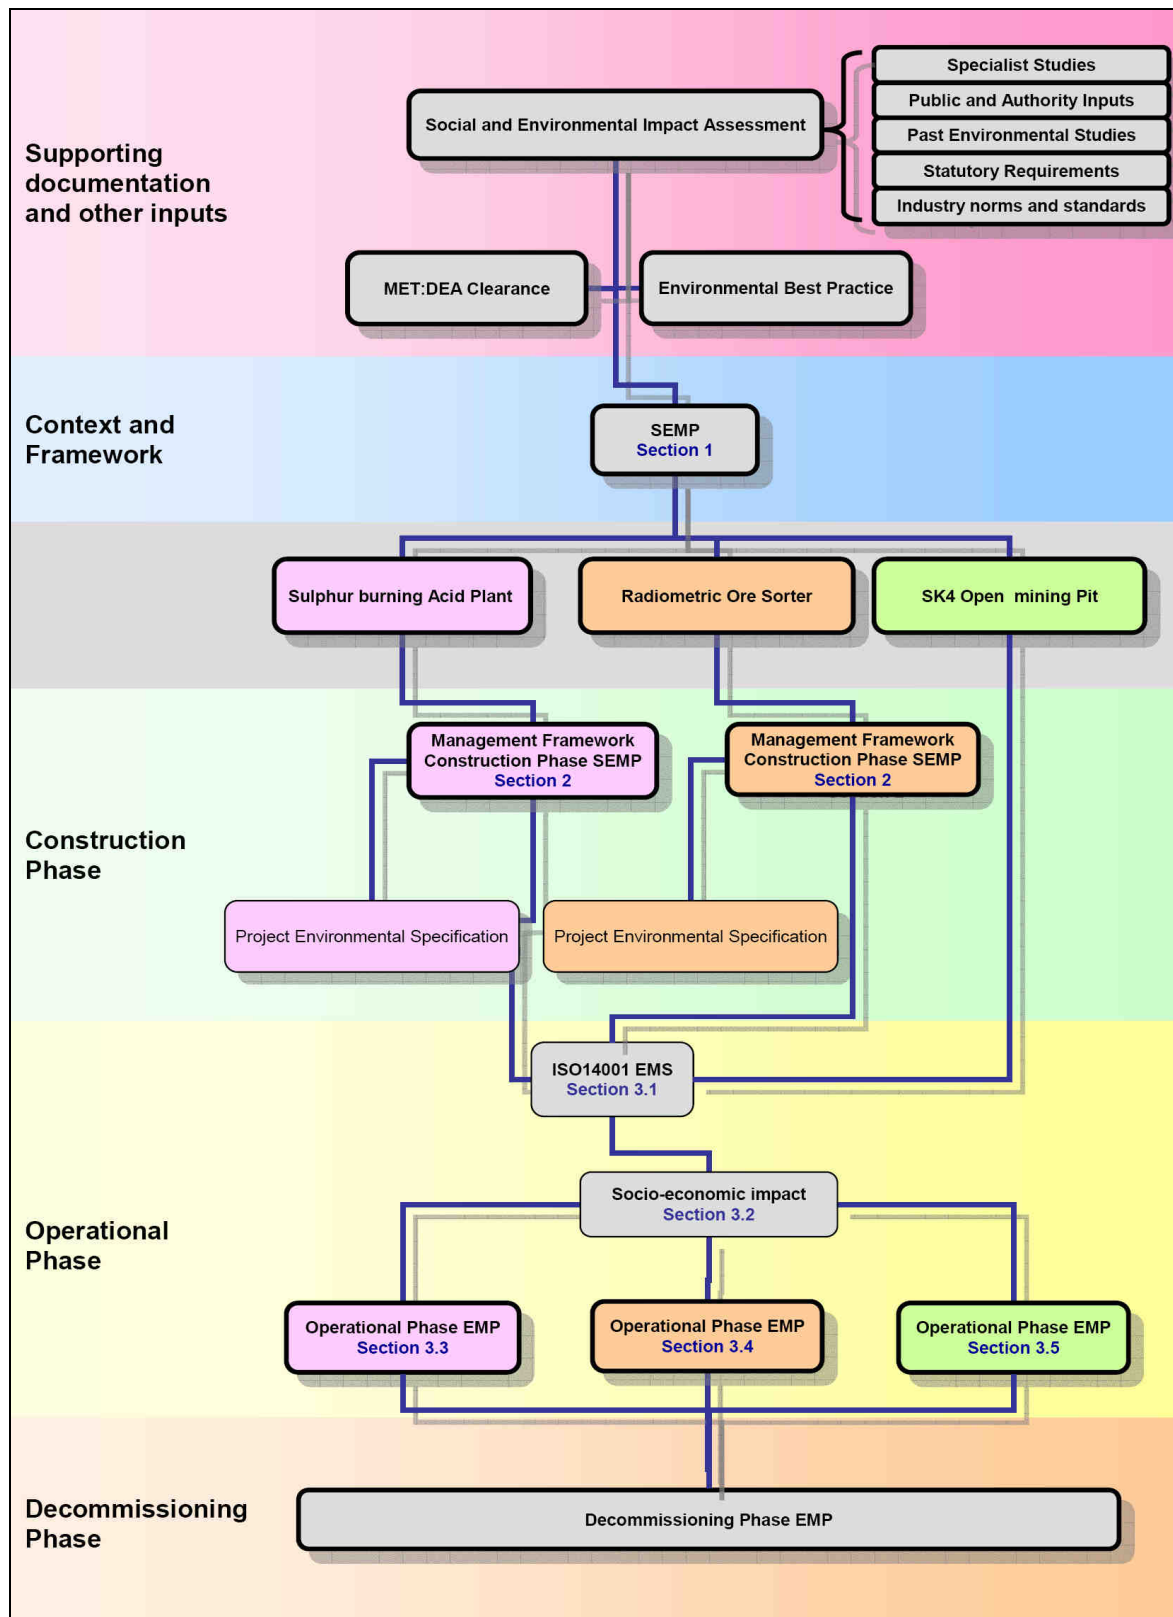 Supporting
documentation
and other inputs
Social and Environmental Impact Assessment
Specialist Studies
Public and Authority Inputs
Past Environmental Studies
Statutory Requirements
Industry norms and standards
MET:DEA Clearance
Environmental Best Practice
Context and
Framework
SEMP
Section 1
Sulphur burning Acid Plant
Radiometric Ore Sorter
SK4 Open  mining Pit
Construction
Phase
Management Framework
Construction Phase SEMP
Section 2
Management Framework
Construction Phase SEMP
Section 2
Project Environmental Specification
Project Environmental Specification
Operational
Phase
ISO14001 EMS
Section 3.1
Socio-economic impact
Section 3.2
Operational Phase EMP
Section 3.3
Operational Phase EMP
Section 3.4
Operational Phase EMP
Section 3.5
Decommissioning
Phase
Decommissioning Phase EMP